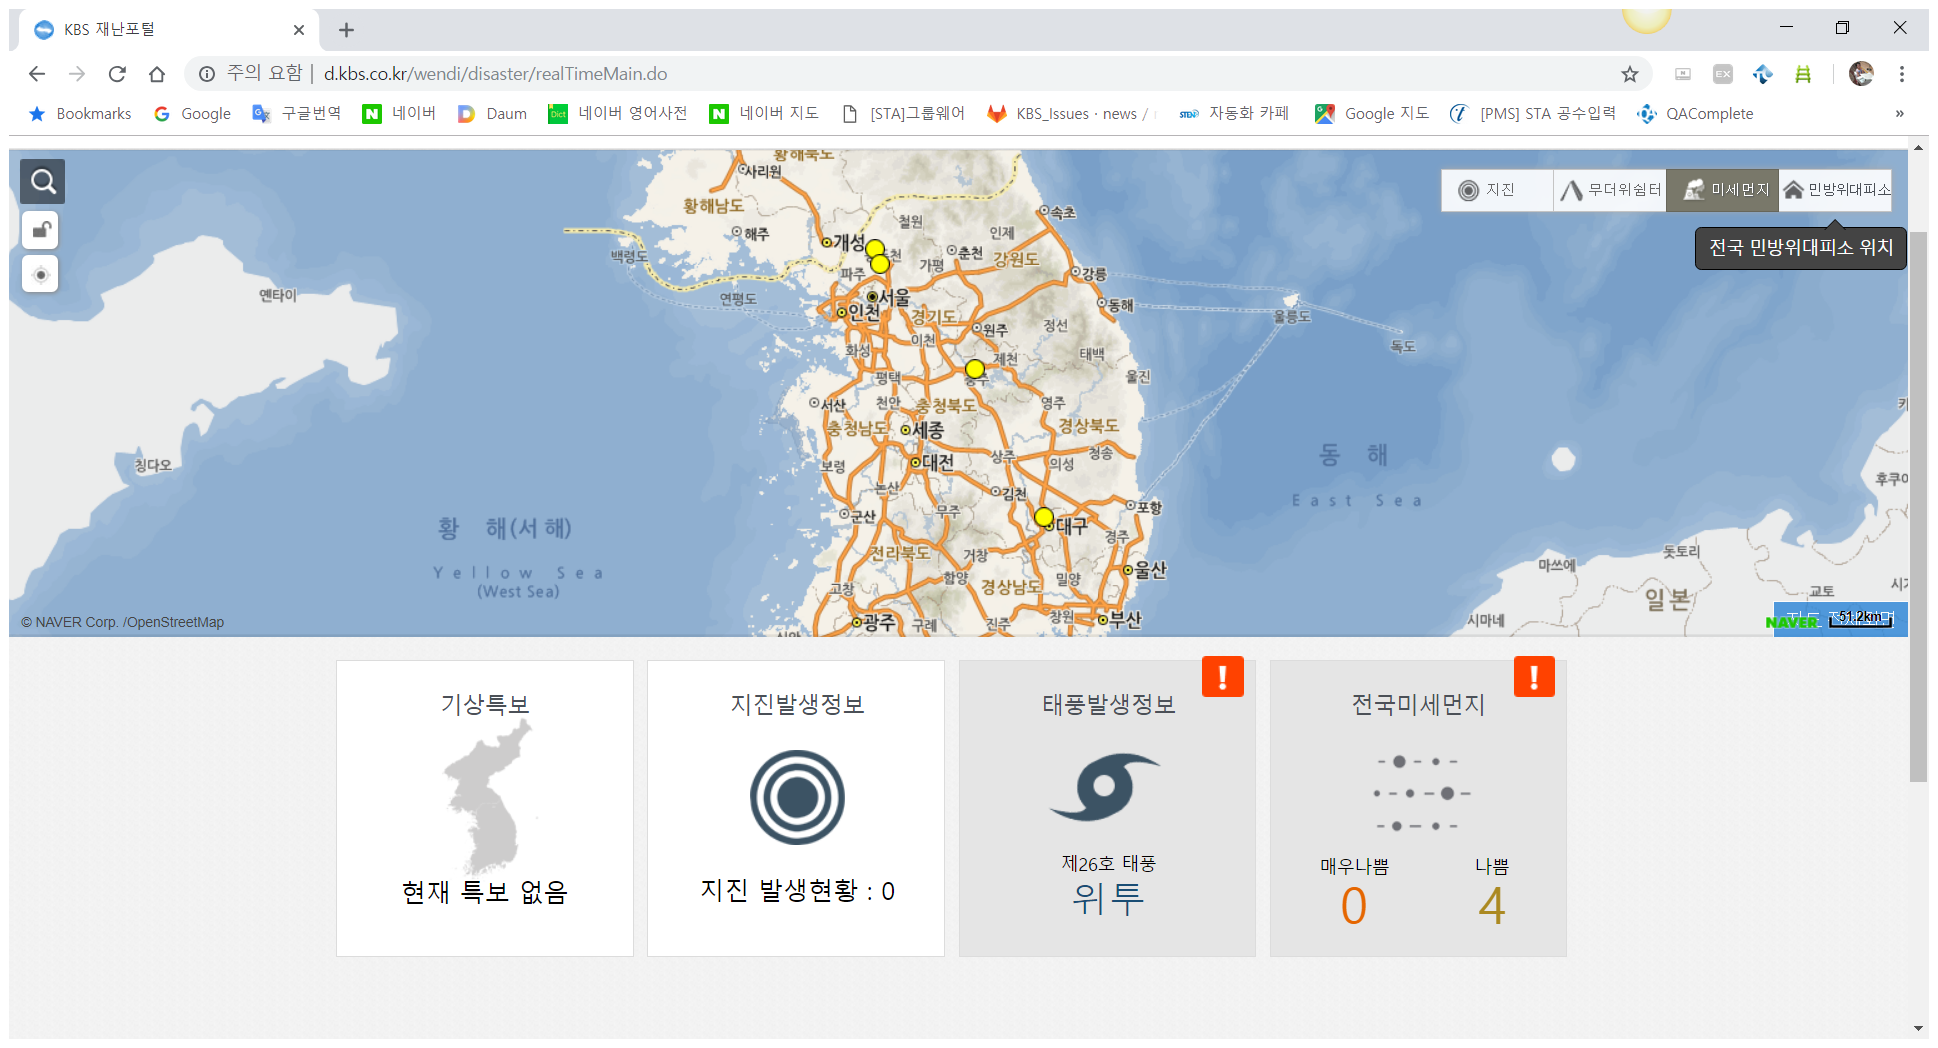 KBS 재난포털
주의 요함 | d.kbs.co.kr/wendi/disaster/realTimeMain.do
EX
Bookmarks Google 구글번역 네이버 Daum 네이버 영어사전 네이버 지도 [STA]그룹웨어 KBS_Issues · news / 자동화 카페 Google 지도 [PMS] STA 공수입력 QAComplete »
지진 무더위쉼터 미세먼지 민방위대피소
전국 민방위대피소 위치
황해북도
사리원
황해남도
해주
개성
철원
속초
인제
춘천
백령도
파주
가평
강원도
강릉
연평도
서울
인천
경기도
동해
울릉도
독도
옌타이
원주
정선
이천
화성
제천
태백
평택
충주
울진
서산
천안
충청북도
영주
충청남도
세종
경상북도
동 해
East Sea
칭다오
보령
대전
상주
의성
청송
논산
김천
후쿠이
황 해(서해)
Yellow Sea
(West Sea)
군산
무주
포항
대구
경주
전라북도
거창
돗토리
마쓰에
함양
울산
밀양
고창
경상남도
교토
일본
창원
부산
광주
구례
진주
시마네
© NAVER Corp. /OpenStreetMap
NAVER 51.2km
기상특보
현재 특보 없음
지진발생정보
지진 발생현황 : 0
태풍발생정보
제26호 태풍
위투
전국미세먼지
매우나쁨 나쁨
0 4